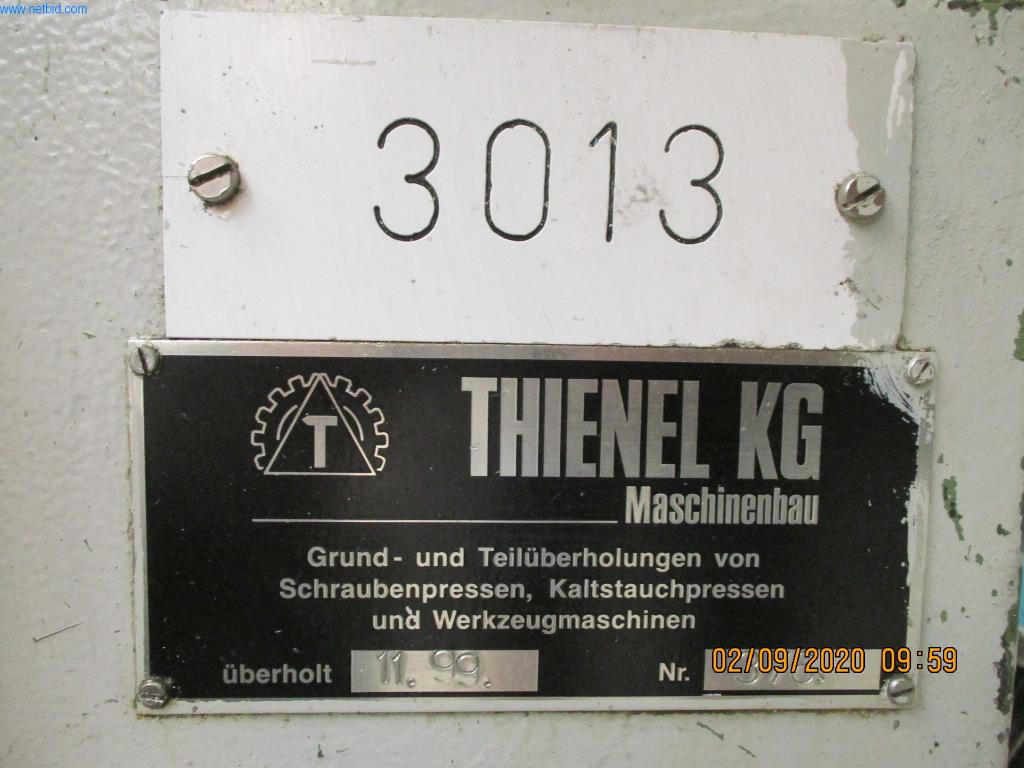 www.netbid.com
3013
T
THIENEL KG
Maschinenbau
Grund- und Teilüberholungen von
Schraubenpressen, Kaltstauchpressen
und Werkzeugmaschinen
überholt 11.99. Nr.
02/09/2020 09:59